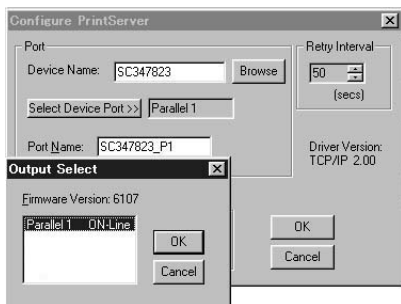 Configure PrintServer
Port
Device Name: SC347823 Browse
Select Device Port >> Parallel 1
Port Name: SC347823_P1
Retry Interval
50
(secs)
Driver Version:
TCP/IP 2.00
OK
Cancel
Output Select
Firmware Version: 6107
Parallel 1 ON-Line
OK
Cancel